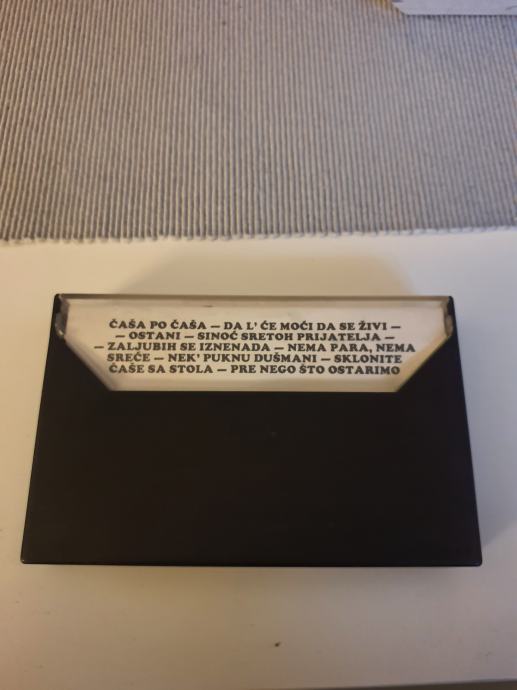 ČAŠA PO ČAŠA — DA L' ĆE MOĆI DA SE ŽIVI —
— OSTANI — SINOĆ SRETOH PRIJATELJA —
— ZALJUBIH SE IZNENADA — NEMA PARA, NEMA
SREĆE — NEK' PUKNU DUŠMANI — SKLONITE
ČAŠE SA STOLA — PRE NEGO ŠTO OSTARIMO